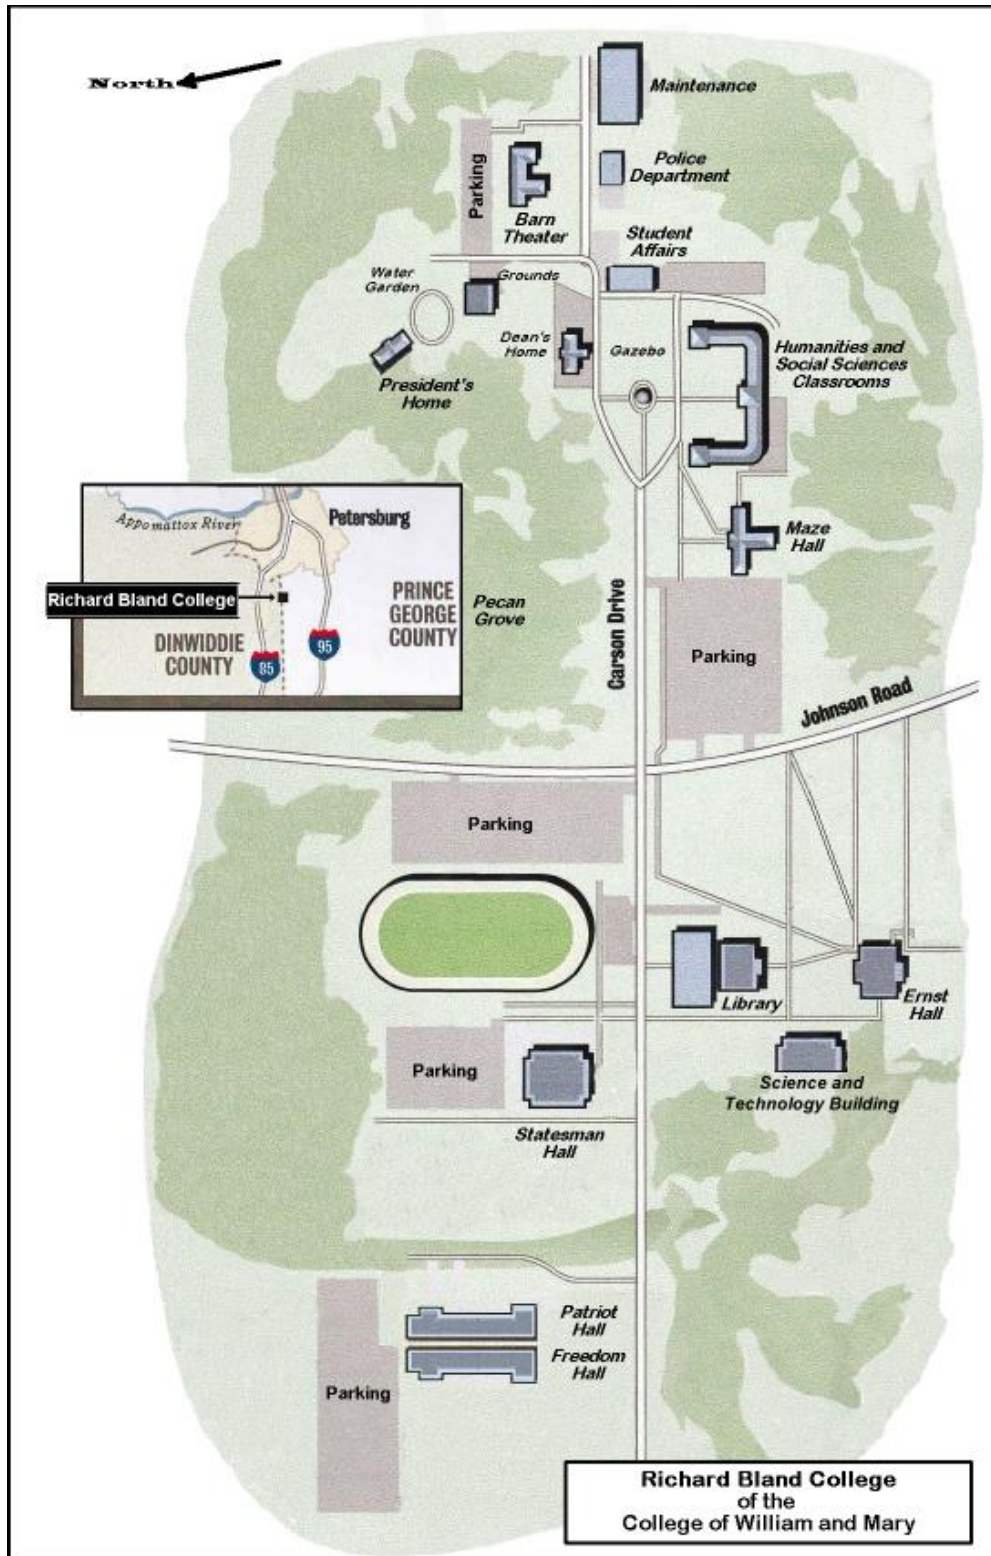 North
Maintenance
Parking
Police
Department
Barn
Theater
Student
Affairs
Water
Garden
Grounds
Dean's
Home
Gazebo
Humanities and
Social Sciences
Classrooms
President's
Home
Appomattox River
Petersburg
Richard Bland College
PRINCE
GEORGE
COUNTY
DINWIDDIE
COUNTY
85
95
Pecan
Grove
Maze
Hall
Carson Drive
Parking
Johnson Road
Parking
Library
Ernst
Hall
Parking
Statesman
Hall
Science and
Technology Building
Patriot
Hall
Freedom
Hall
Parking
Richard Bland College
of the
College of William and Mary